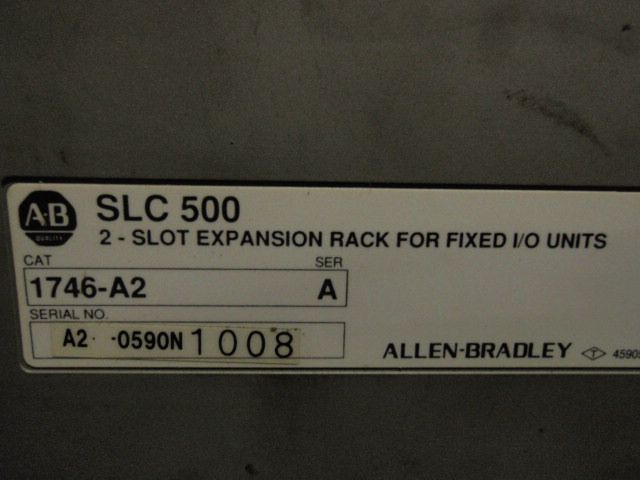 A·B
QUALITY
SLC 500
2 - SLOT EXPANSION RACK FOR FIXED I/O UNITS
CAT SER
1746-A2 A
SERIAL NO.
A2 -0590N 1008
ALLEN-BRADLEY T